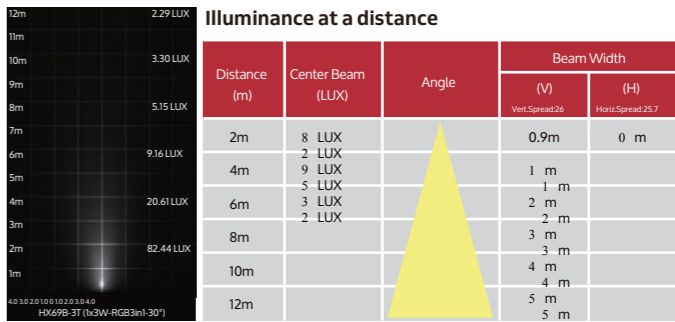 12m 2.29 LUX
11m
10m 3.30 LUX
9m
8m 5.15 LUX
7m
6m 9.16 LUX
5m
4m 20.61 LUX
3m
2m 82.44 LUX
1m
4.0 3.0 2.0 1.0 0 1.0 2.0 3.0 4.0
HX69B-3T (1x3W-RGB3in1-30°)
Illuminance at a distance
Distance (m)
Center Beam (LUX)
Angle
Beam Width
(V)
Vert.Spread:26
(H)
Horiz.Spread:25.7
2m 8 LUX 0.9m 0 m
2 LUX
4m 9 LUX 1 m
5 LUX 1 m
6m 3 LUX 2 m
2 LUX 2 m
8m 3 m
3 m
10m 4 m
4 m
12m 5 m
5 m